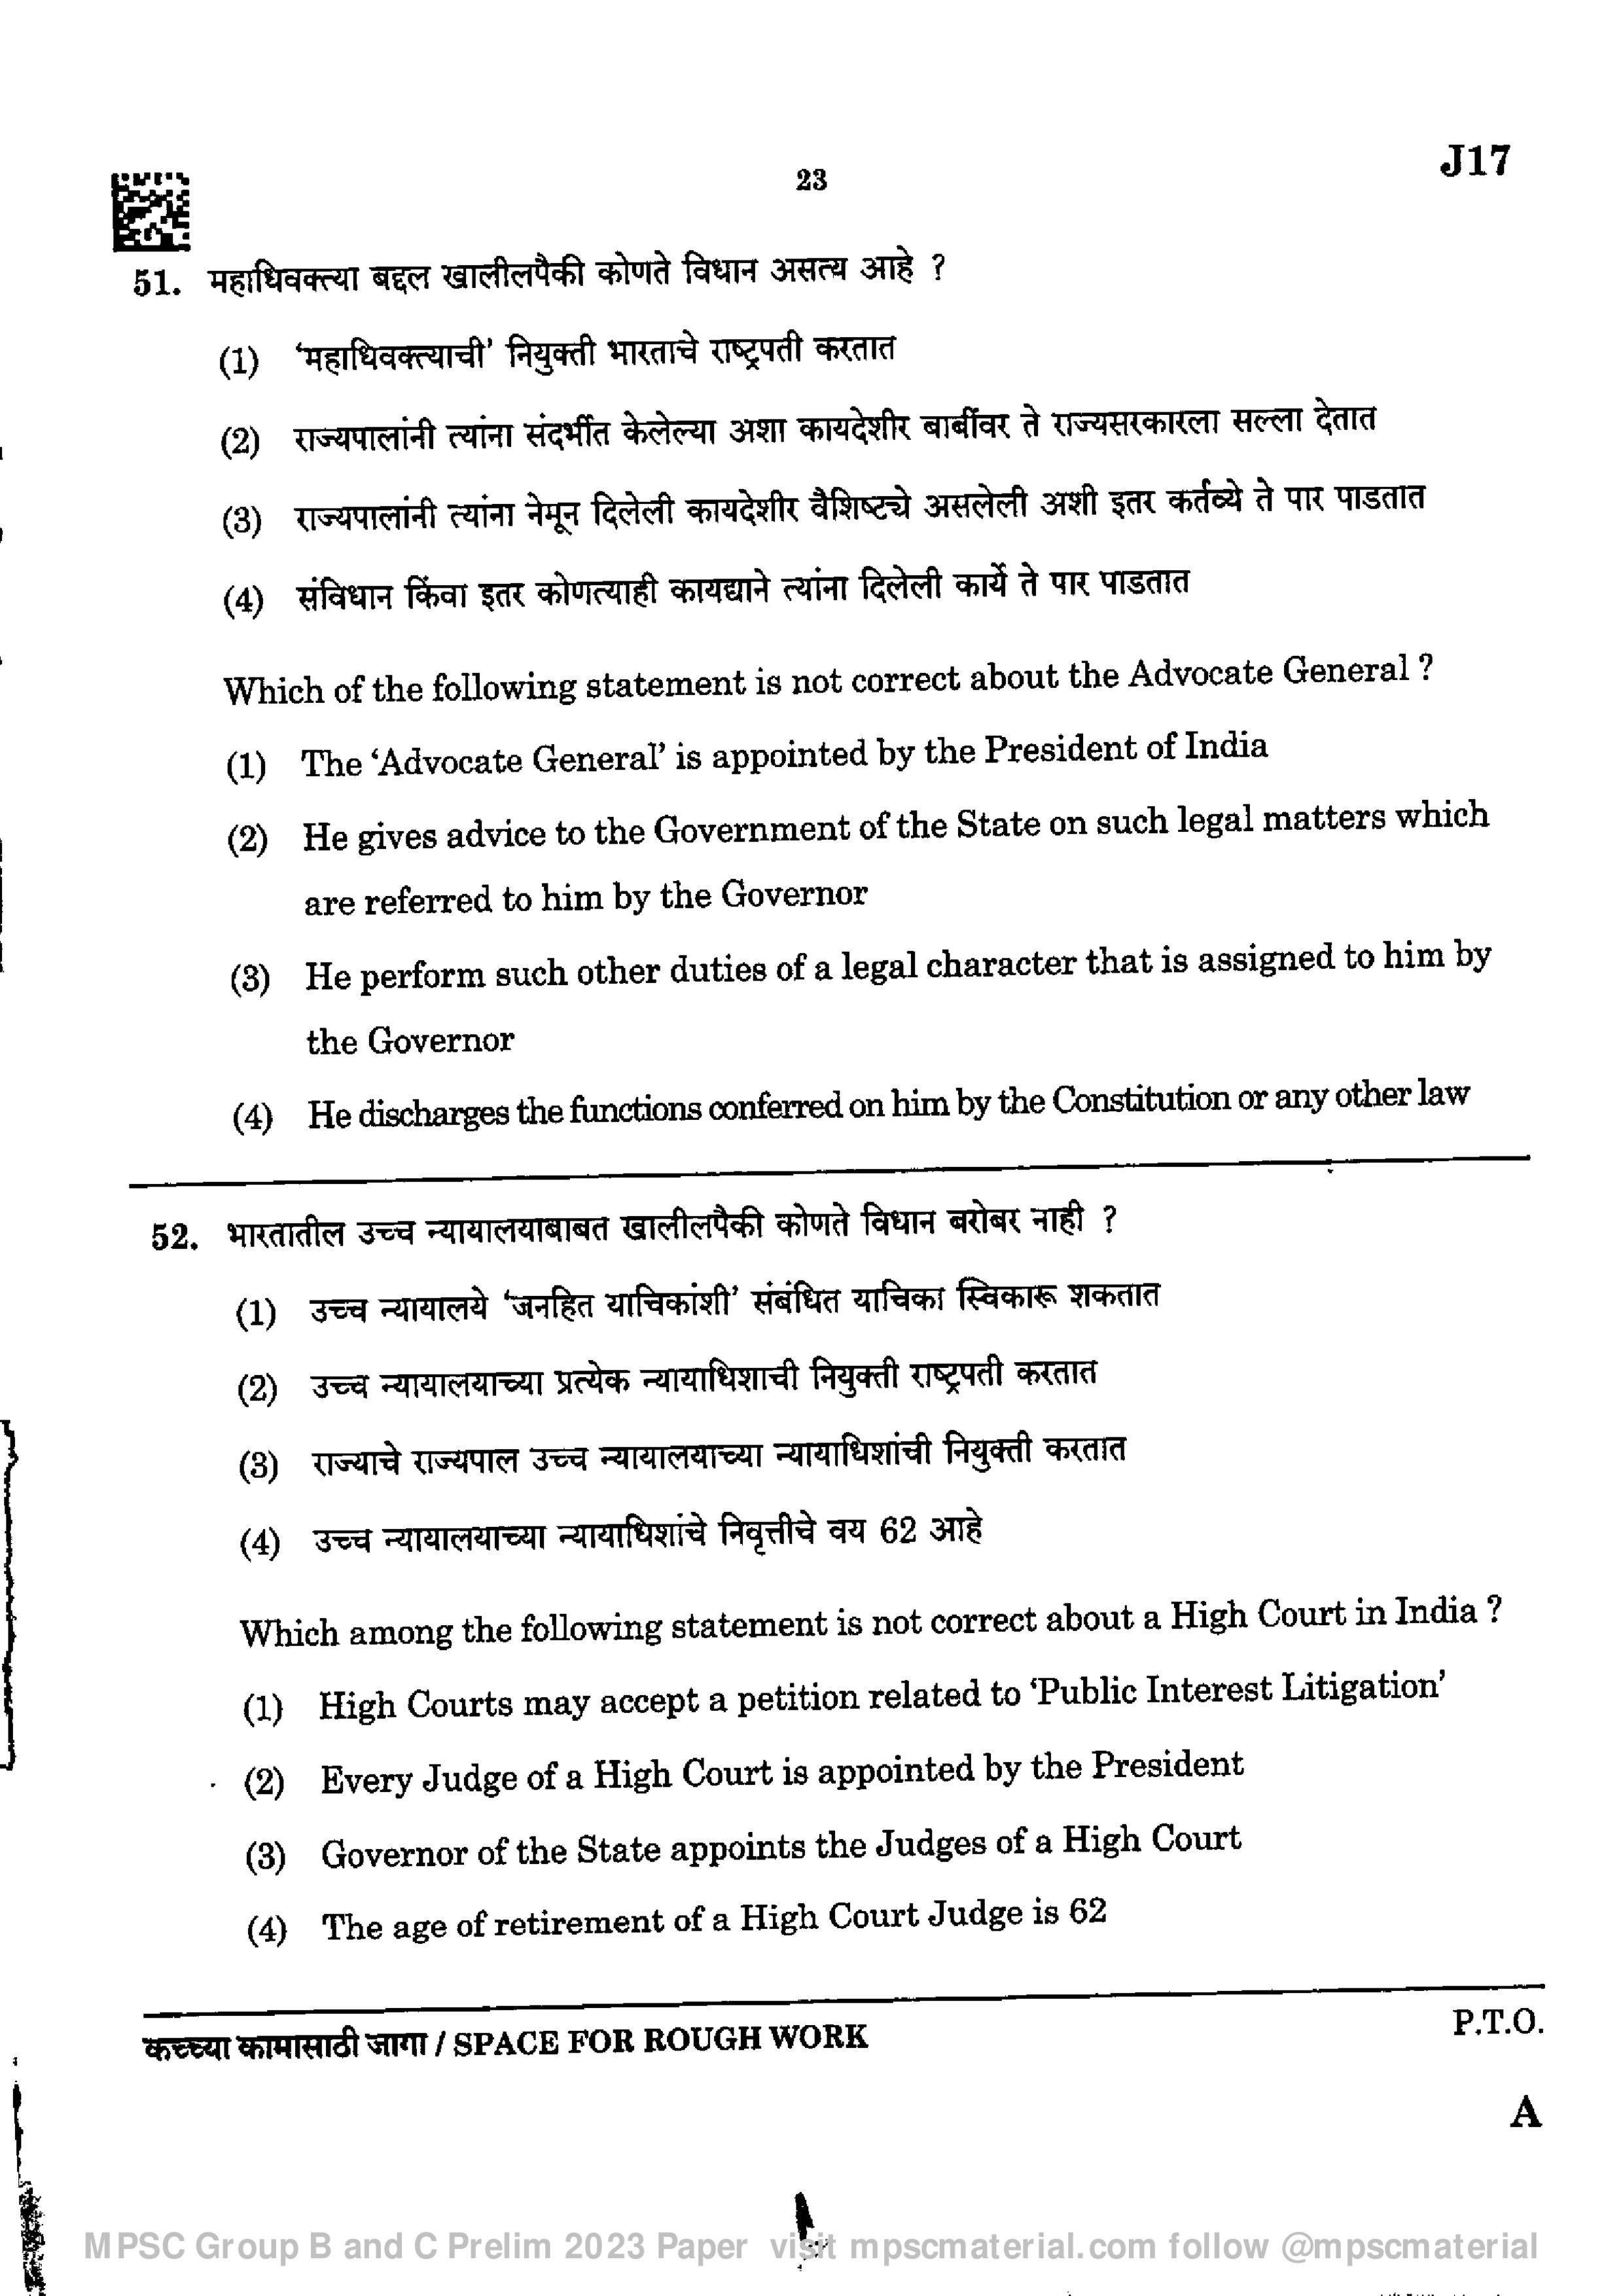 J17
23
51. महाधिवक्त्या बद्दल खालीलपैकी कोणते विधान असत्य आहे ?
(1) ‘महाधिवक्त्याची’ नियुक्ती भारताचे राष्ट्रपती करतात
(2) राज्यपालांनी त्यांना संदर्भीत केलेल्या अशा कायदेशीर बाबींवर ते राज्यसरकारला सल्ला देतात
(3) राज्यपालांनी त्यांना नेमून दिलेली कायदेशीर वैशिष्ट्ये असलेली अशी इतर कर्तव्ये ते पार पाडतात
(4) संविधान किंवा इतर कोणत्याही कायद्याने त्यांना दिलेली कार्ये ते पार पाडतात
Which of the following statement is not correct about the Advocate General ?
(1) The ‘Advocate General’ is appointed by the President of India
(2) He gives advice to the Government of the State on such legal matters which
are referred to him by the Governor
(3) He perform such other duties of a legal character that is assigned to him by
the Governor
(4) He discharges the functions conferred on him by the Constitution or any other law
52. भारतातील उच्च न्यायालयाबाबत खालीलपैकी कोणते विधान बरोबर नाही ?
(1) उच्च न्यायालये ‘जनहित याचिकांशी’ संबंधित याचिका स्विकारू शकतात
(2) उच्च न्यायालयाच्या प्रत्येक न्यायाधिशाची नियुक्ती राष्ट्रपती करतात
(3) राज्याचे राज्यपाल उच्च न्यायालयाच्या न्यायाधिशांची नियुक्ती करतात
(4) उच्च न्यायालयाच्या न्यायाधिशांचे निवृत्तीचे वय 62 आहे
Which among the following statement is not correct about a High Court in India ?
(1) High Courts may accept a petition related to ‘Public Interest Litigation’
(2) Every Judge of a High Court is appointed by the President
(3) Governor of the State appoints the Judges of a High Court
(4) The age of retirement of a High Court Judge is 62
कच्च्या कामासाठी जागा / SPACE FOR ROUGH WORK
P.T.O.
A
MPSC Group B and C Prelim 2023 Paper visit mpscmaterial.com follow @mpscmaterial